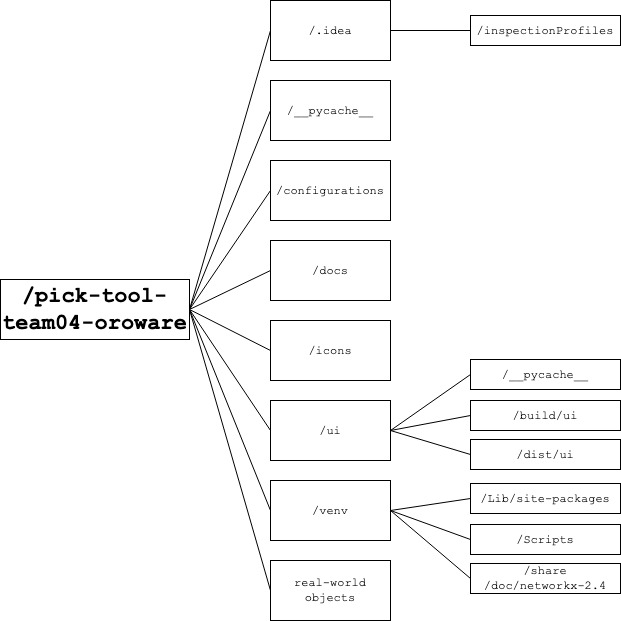 /.idea
/inspectionProfiles
/__pycache__
/configurations
/docs
/pick-tool-
team04-oroware
/icons
/ui
/__pycache__
/build/ui
/dist/ui
/venv
/Lib/site-packages
/Scripts
/share
/doc/networkx-2.4
real-world
objects